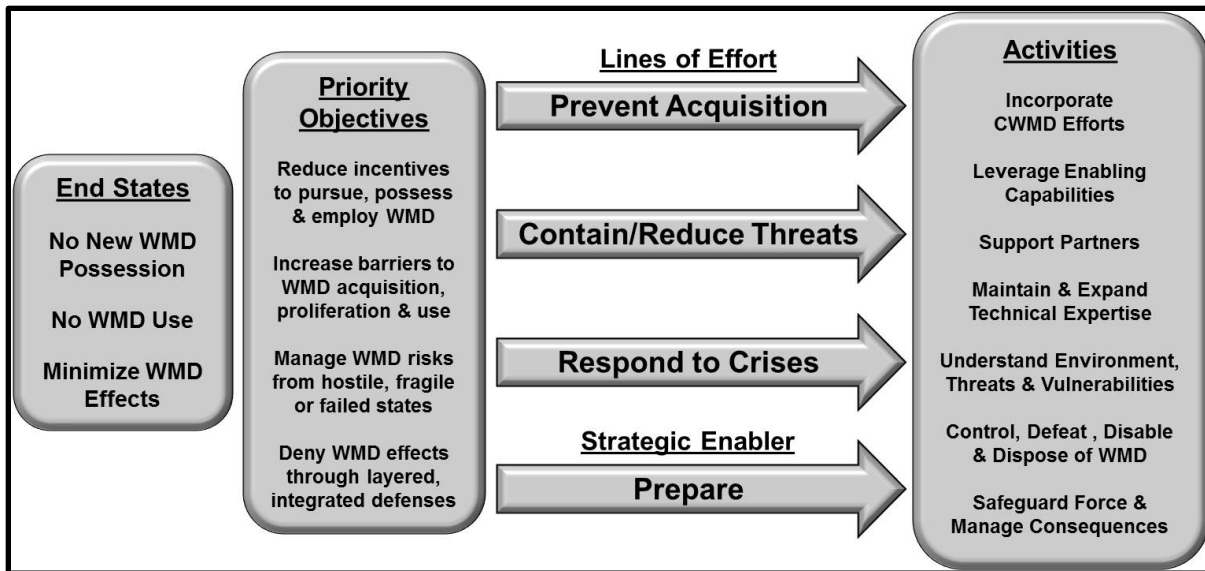 End States
No New WMD
Possession
No WMD Use
Minimize WMD
Effects
Priority
Objectives
Reduce incentives
to pursue, possess
& employ WMD
Increase barriers to
WMD acquisition,
proliferation & use
Manage WMD risks
from hostile, fragile
or failed states
Deny WMD effects
through layered,
integrated defenses
Lines of Effort
Prevent Acquisition
Contain/Reduce Threats
Respond to Crises
Strategic Enabler
Prepare
Activities
Incorporate
CWMD Efforts
Leverage Enabling
Capabilities
Support Partners
Maintain & Expand
Technical Expertise
Understand Environment,
Threats & Vulnerabilities
Control, Defeat , Disable
& Dispose of WMD
Safeguard Force &
Manage Consequences